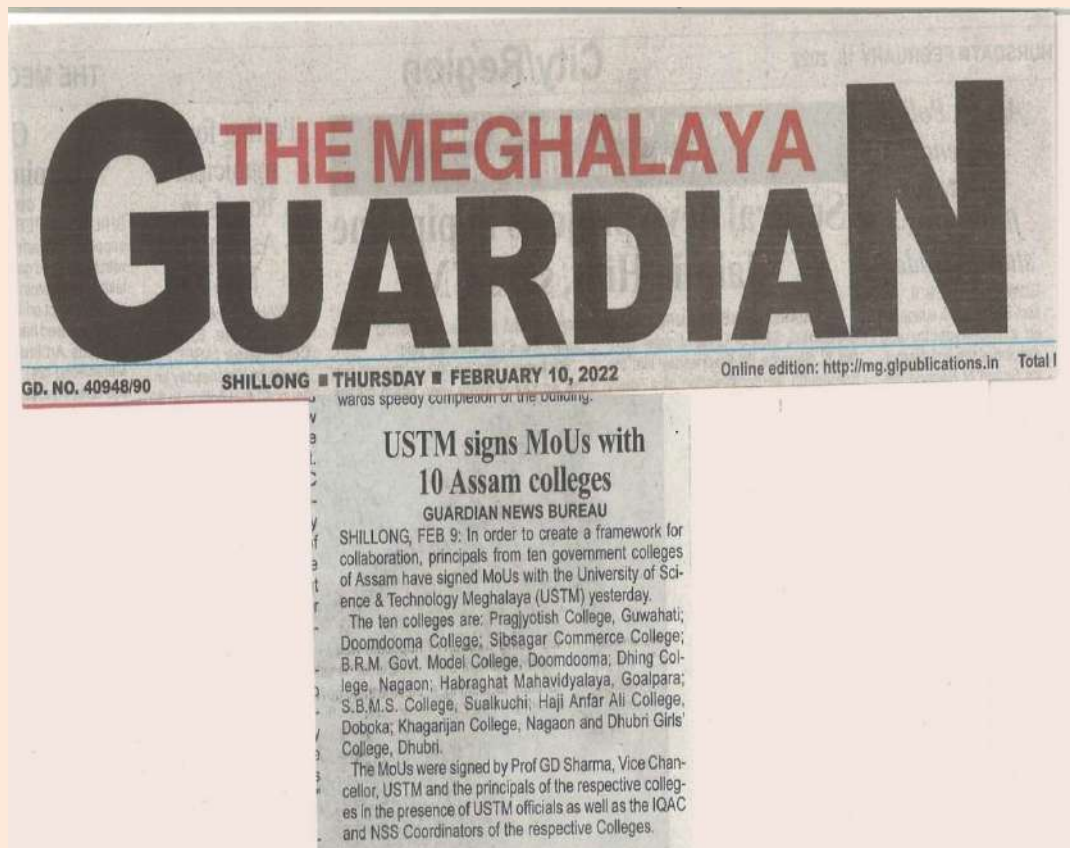 THE MEGHALAYA
GUARDIAN
GD. NO. 40948/90 SHILLONG ■ THURSDAY ■ FEBRUARY 10, 2022 Online edition: http://mg.glpublications.in Total
wards speedy completion of the building.
USTM signs MoUs with
10 Assam colleges
GUARDIAN NEWS BUREAU
SHILLONG, FEB 9: In order to create a framework for
collaboration, principals from ten government colleges
of Assam have signed MoUs with the University of Sci-
ence & Technology Meghalaya (USTM) yesterday.
The ten colleges are: Pragjyotish College, Guwahati;
Doomdooma College; Sibsagar Commerce College;
B.R.M. Govt. Model College, Doomdooma; Dhing Col-
lege, Nagaon; Habraghat Mahavidyalaya, Goalpara;
S.B.M.S. College, Sualkuchi; Haji Anfar Ali College,
Doboka; Khagarijan College, Nagaon and Dhubri Girls'
College, Dhubri.
The MoUs were signed by Prof GD Sharma, Vice Chan-
cellor, USTM and the principals of the respective colleg-
es in the presence of USTM officials as well as the IQAC
and NSS Coordinators of the respective Colleges.